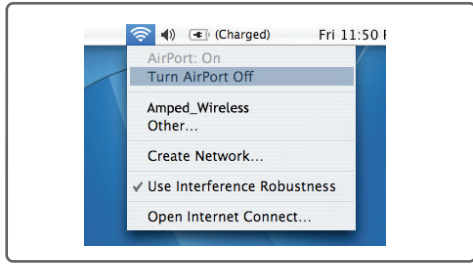 (Charged) Fri 11:50
AirPort: On
Turn AirPort Off
Amped_Wireless
Other...
Create Network...
✓ Use Interference Robustness
Open Internet Connect...